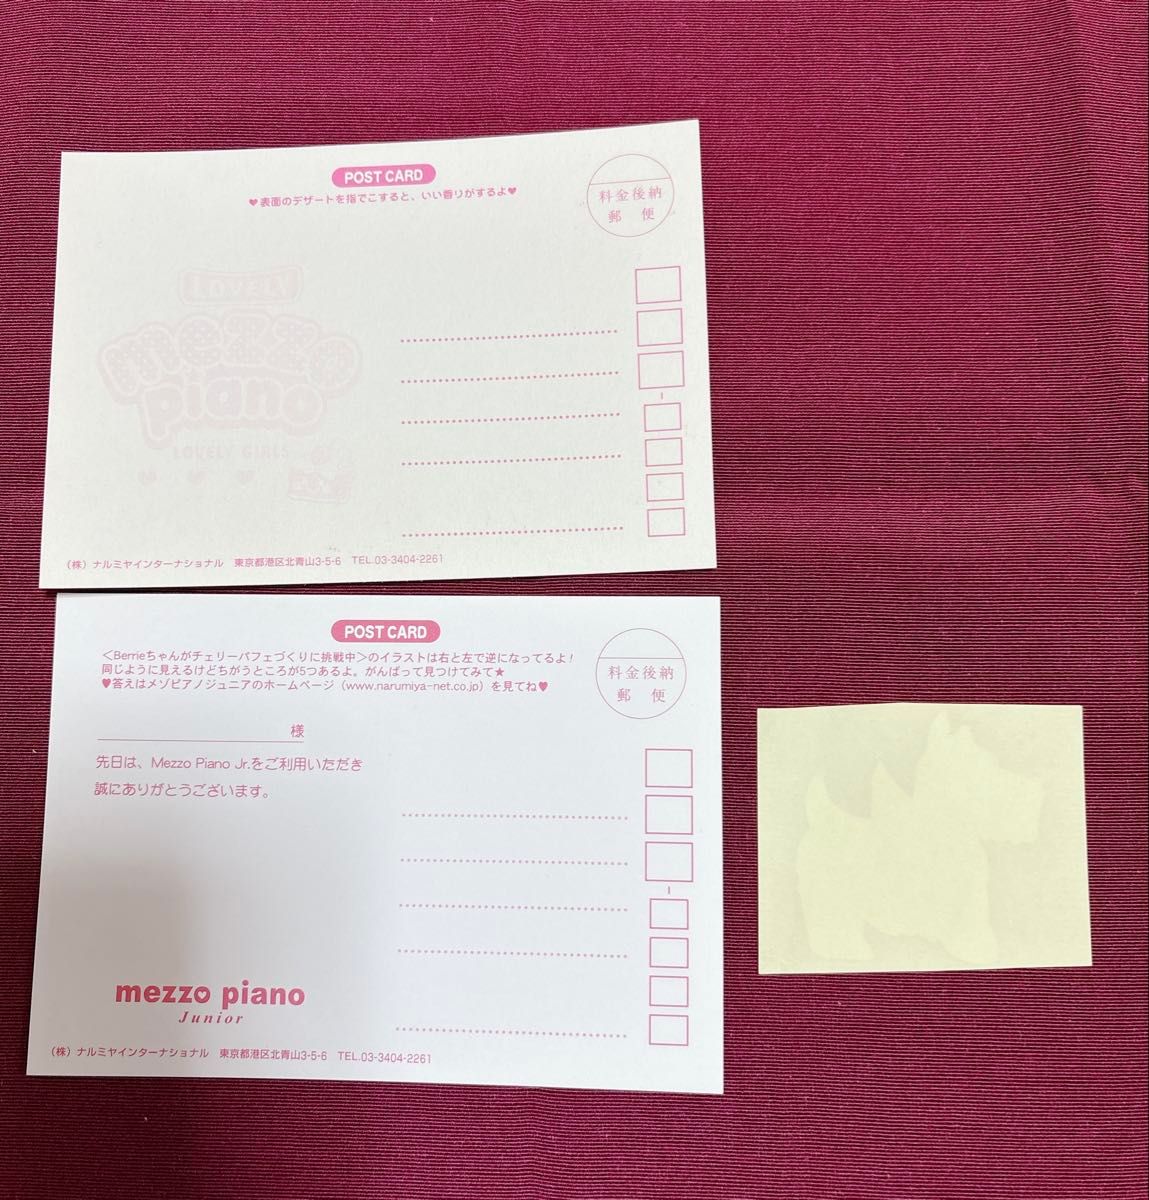 POST CARD
♥表面のデザートを指でこすると、いい香りがするよ♥
料金後納
郵 便
LOVELY
mezzo
piano
LOVELY GIRLS
(株) ナルミヤインターナショナル 東京都港区北青山3-5-6 TEL.03-3404-2261
POST CARD
＜Berrieちゃんがチェリーパフェづくりに挑戦中＞のイラストは右と左で逆になってるよ!
同じように見えるけどちがうところが5つあるよ。がんばって見つけてみて★
♥答えはメゾピアノジュニアのホームページ (www.narumiya-net.co.jp) を見てね♥
料金後納
郵 便
様
先日は、Mezzo Piano Jr.をご利用いただき
誠にありがとうございます。
mezzo piano
Junior
(株) ナルミヤインターナショナル 東京都港区北青山3-5-6 TEL.03-3404-2261